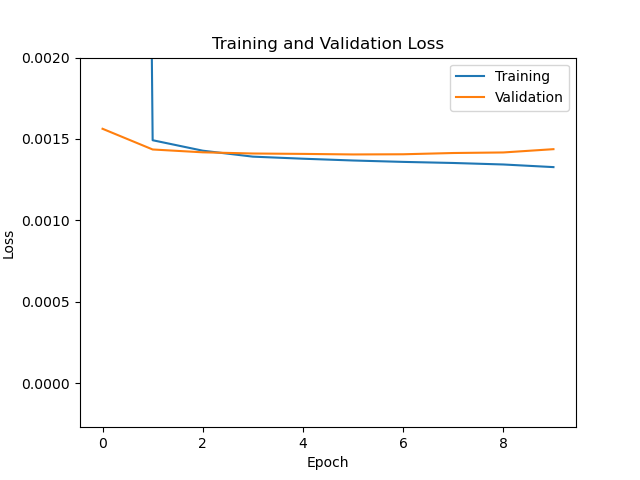 Training and Validation Loss
0.0020
0.0015
0.0010
0.0005
0.0000
Loss
Training
Validation
0 2 4 6 8
Epoch